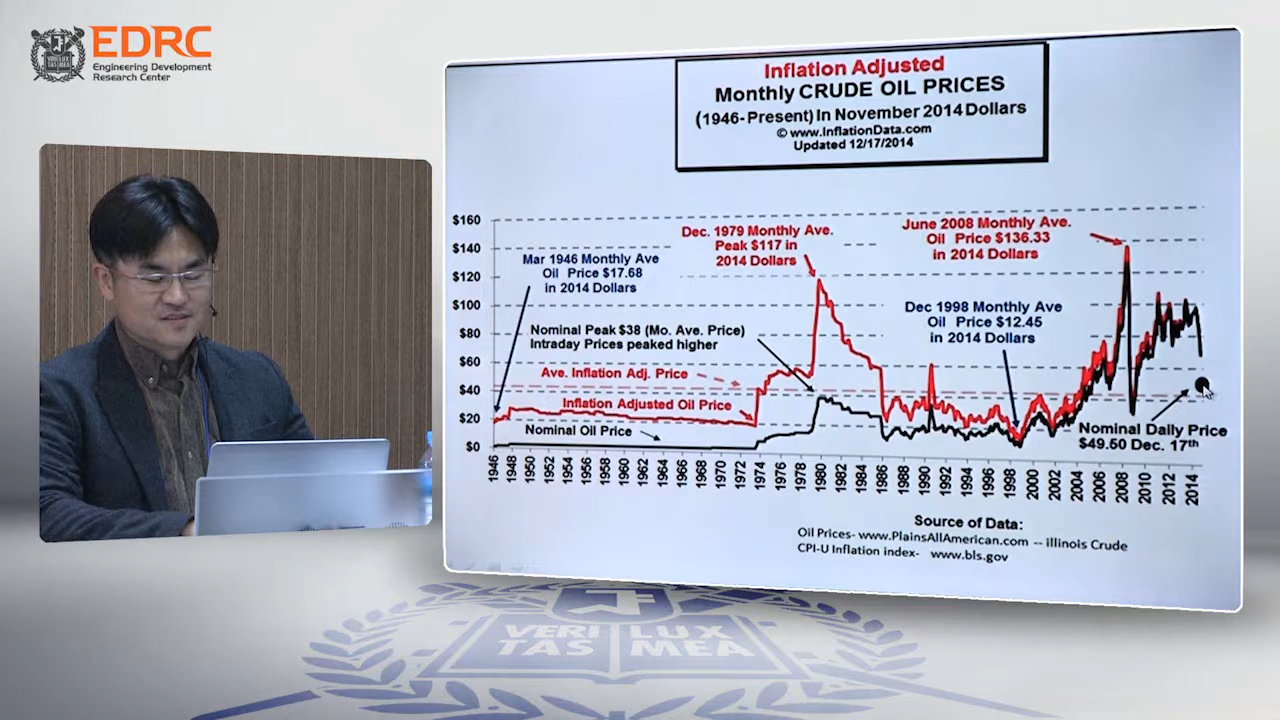 EDRC
Engineering Development
Research Center
VERI LUX
TAS MEA
Inflation Adjusted
Monthly CRUDE OIL PRICES
(1946- Present) In November 2014 Dollars
© www.InflationData.com
Updated 12/17/2014
$160
$140
$120
$100
$80
$60
$40
$20
$0
Mar 1946 Monthly Ave
Oil Price $17.68
in 2014 Dollars
Dec. 1979 Monthly Ave.
Peak $117 in
2014 Dollars
June 2008 Monthly Ave.
Oil Price $136.33
in 2014 Dollars
Nominal Peak $38 (Mo. Ave. Price)
Intraday Prices peaked higher
Dec 1998 Monthly Ave
Oil Price $12.45
in 2014 Dollars
Ave. Inflation Adj. Price
Inflation Adjusted Oil Price
Nominal Oil Price
Nominal Daily Price
$49.50 Dec. 17th
1946 1948 1950 1952 1954 1956 1958 1960 1962 1964 1966 1968 1970 1972 1974 1976 1978 1980 1982 1984 1986 1988 1990 1992 1994 1996 1998 2000 2002 2004 2006 2008 2010 2012 2014
Source of Data:
Oil Prices- www.PlainsAllAmerican.com -- illinois Crude
CPI-U Inflation index- www.bls.gov
VERI LUX
TAS MEA